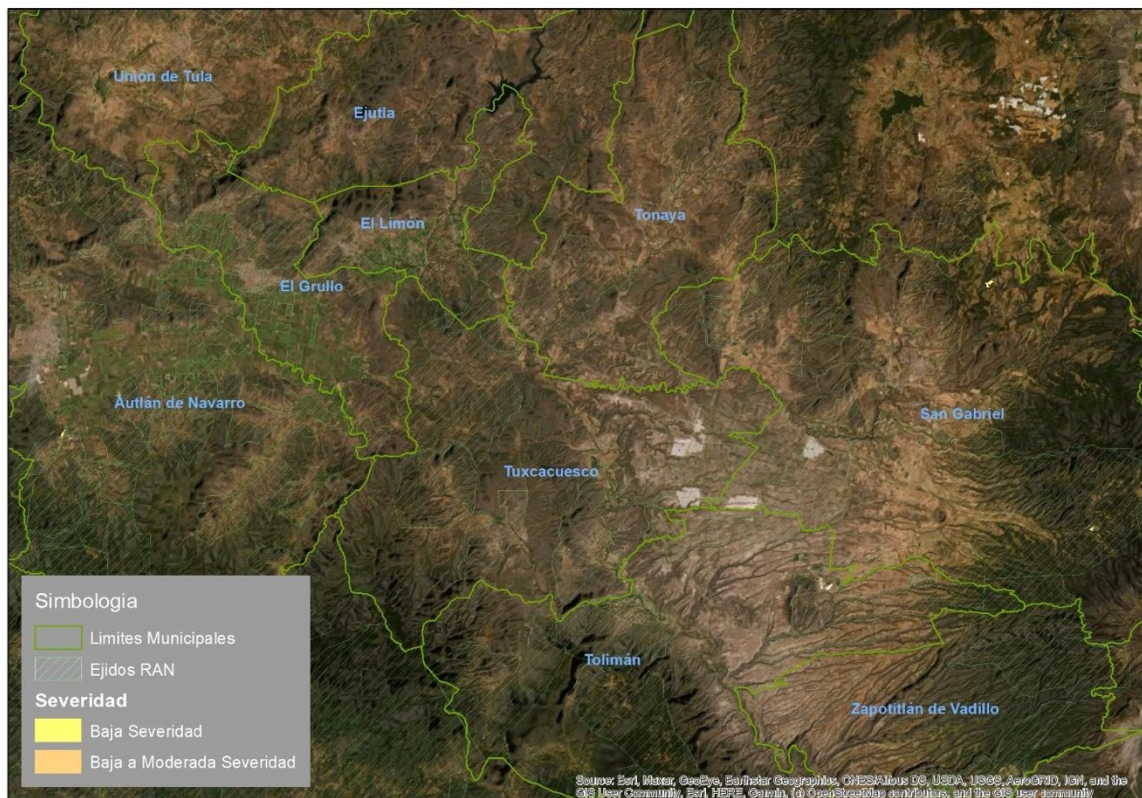 Unión de Tula
Ejutla
El Limón
Tonaya
El Grullo
Autlán de Navarro
San Gabriel
Tuxcacuesco
Tolimán
Zapotitlán de Vadillo
Simbologia
Limites Municipales
Ejidos RAN
Severidad
Baja Severidad
Baja a Moderada Severidad
Source: Esri, Maxar, GeoEye, Earthstar Geographics, CNES/Airbus DS, USDA, USGS, AeroGRID, IGN, and the
GIS User Community, Esri, HERE, Garmin, (c) OpenStreetMap contributors, and the GIS user community